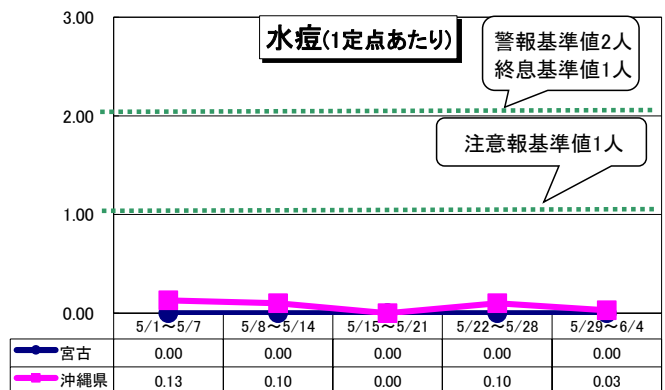 水痘(1定点あたり)
警報基準値2人
終息基準値1人
注意報基準値1人
3.00
2.00
1.00
0.00
5/1～5/7 5/8～5/14 5/15～5/21 5/22～5/28 5/29～6/4
宮古 0.00 0.00 0.00 0.00 0.00
沖縄県 0.13 0.10 0.00 0.10 0.03